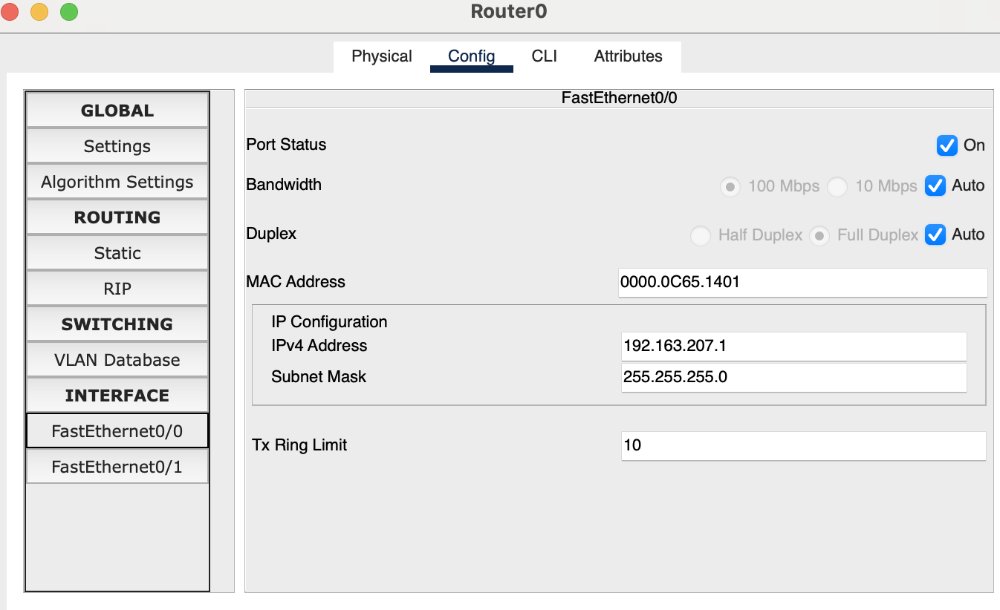 Router0
Physical Config CLI Attributes
GLOBAL
Settings
Algorithm Settings
ROUTING
Static
RIP
SWITCHING
VLAN Database
INTERFACE
FastEthernet0/0
FastEthernet0/1
FastEthernet0/0
Port Status On
Bandwidth 100 Mbps 10 Mbps Auto
Duplex Half Duplex Full Duplex Auto
MAC Address 0000.0C65.1401
IP Configuration
IPv4 Address 192.163.207.1
Subnet Mask 255.255.255.0
Tx Ring Limit 10